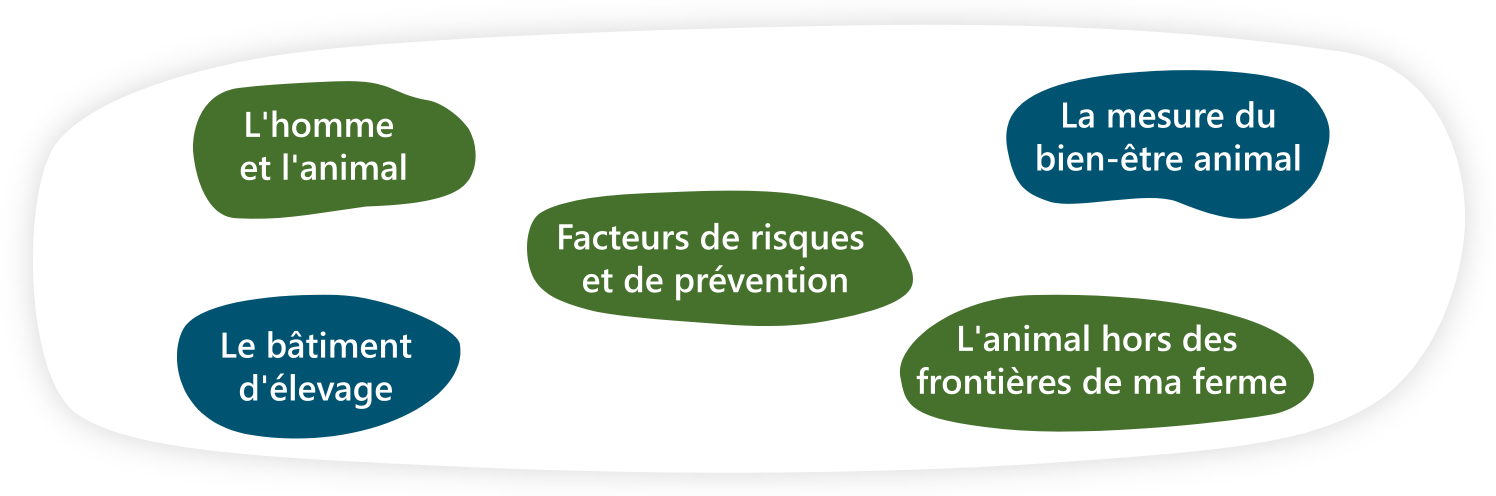 L'homme
et l'animal
La mesure du
bien-être animal
Facteurs de risques
et de prévention
Le bâtiment
d'élevage
L'animal hors des
frontières de ma ferme